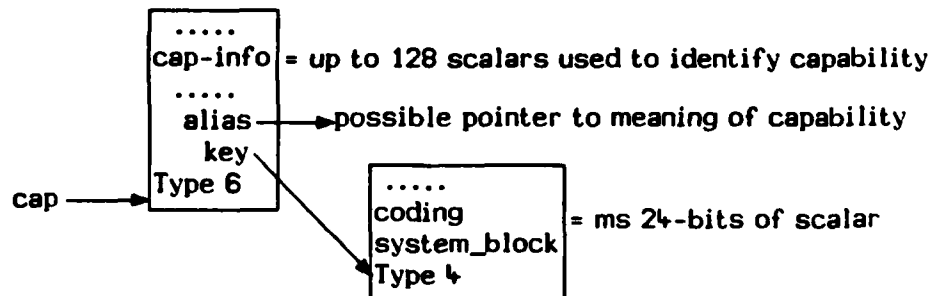 .....
cap-info = up to 128 scalars used to identify capability
.....
alias possible pointer to meaning of capability
key
cap Type 6
.....
coding = ms 24-bits of scalar
system_block
Type 4